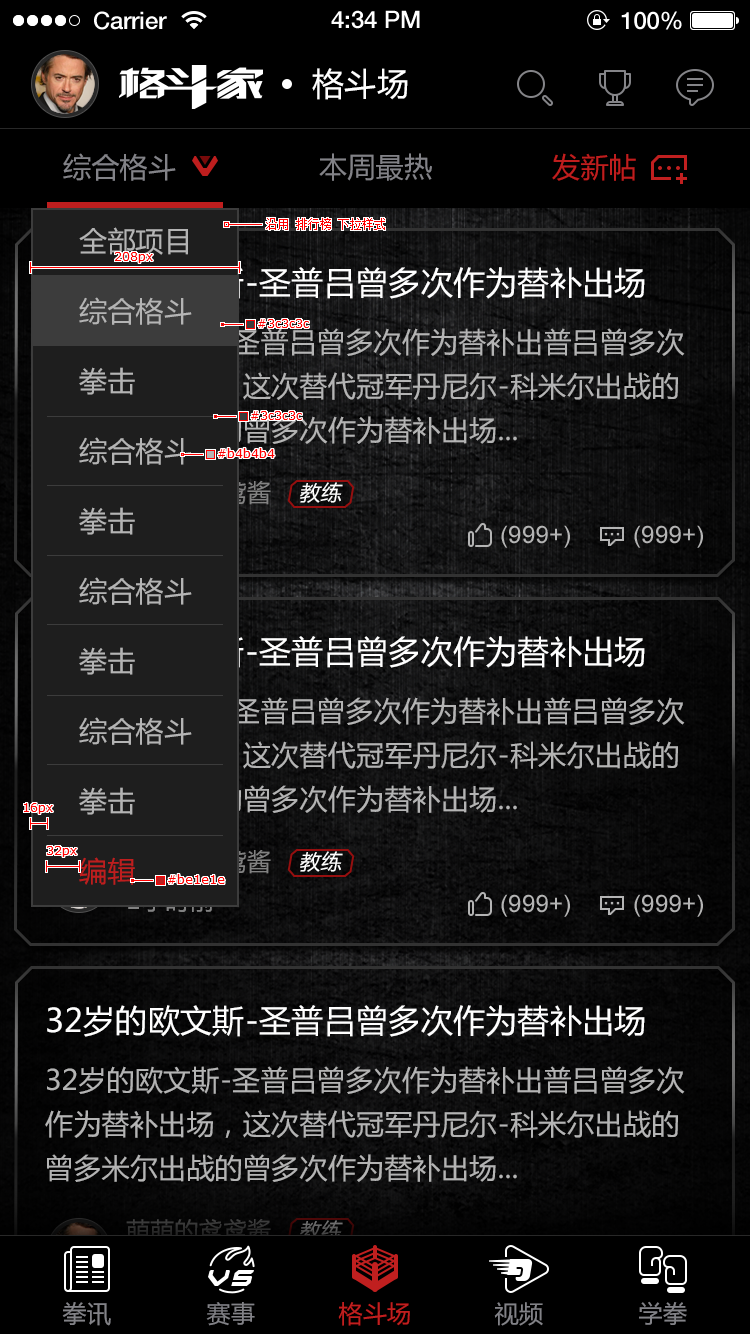 Carrier 4:34 PM 100%
格斗家 • 格斗场
综合格斗 本周最热 发新帖
全部项目
沿用 排行榜 下拉样式
208px
-圣普吕曾多次作为替补出场
综合格斗
#3c3c3c
圣普吕曾多次作为替补出普吕曾多次
拳击
这次替代冠军丹尼尔-科米尔出战的
#3c3c3c
曾多次作为替补出场...
综合格斗
#b4b4b4
酱 教练
拳击
(999+) (999+)
综合格斗
-圣普吕曾多次作为替补出场
拳击
圣普吕曾多次作为替补出普吕曾多次
综合格斗
这次替代冠军丹尼尔-科米尔出战的
拳击
曾多次作为替补出场...
16px
32px
酱 教练
编辑
#be1e1e
(999+) (999+)
32岁的欧文斯-圣普吕曾多次作为替补出场
32岁的欧文斯-圣普吕曾多次作为替补出普吕曾多次
作为替补出场，这次替代冠军丹尼尔-科米尔出战的
曾多米尔出战的曾多次作为替补出场...
萌萌的鸢鸢酱 教练
VS
拳讯 赛事 格斗场 视频 学拳